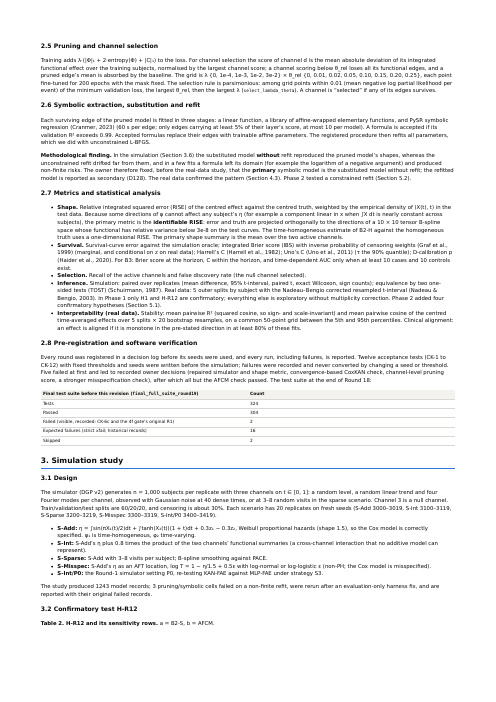 2.5 Pruning and channel selection
Training adds λ·(|Φ|₁ + 2·entropy(Φ) + |C|₁) to the loss. For channel selection the score of channel d is the mean absolute deviation of its integrated
functional effect over the training subjects, normalised by the largest channel score; a channel scoring below θ_rel loses all its functional edges, and a
pruned edge's mean is absorbed by the baseline. The grid is λ {0, 1e-4, 1e-3, 1e-2, 3e-2} × θ_rel {0, 0.01, 0.02, 0.05, 0.10, 0.15, 0.20, 0.25}, each point
fine-tuned for 200 epochs with the mask fixed. The selection rule is parsimonious: among grid points within 0.01 (mean negative log partial likelihood per
event) of the minimum validation loss, the largest θ_rel, then the largest λ (select_lambda_theta). A channel is "selected" if any of its edges survives.
2.6 Symbolic extraction, substitution and refit
Each surviving edge of the pruned model is fitted in three stages: a linear function, a library of affine-wrapped elementary functions, and PySR symbolic
regression (Cranmer, 2023) (60 s per edge; only edges carrying at least 5% of their layer's score, at most 10 per model). A formula is accepted if its
validation R² exceeds 0.99. Accepted formulas replace their edges with trainable affine parameters. The registered procedure then refits all parameters,
which we did with unconstrained L-BFGS.
Methodological finding. In the simulation (Section 3.6) the substituted model without refit reproduced the pruned model's shapes, whereas the
unconstrained refit drifted far from them, and in a few fits a formula left its domain (for example the logarithm of a negative argument) and produced
non-finite risks. The owner therefore fixed, before the real-data study, that the primary symbolic model is the substituted model without refit; the refitted
model is reported as secondary (D128). The real data confirmed the pattern (Section 4.3). Phase 2 tested a constrained refit (Section 5.2).
2.7 Metrics and statistical analysis
• Shape. Relative integrated squared error (RISE) of the centred effect against the centred truth, weighted by the empirical density of (X(t), t) in the
test data. Because some directions of φ cannot affect any subject's η (for example a component linear in x when ∫X dt is nearly constant across
subjects), the primary metric is the identifiable RISE: error and truth are projected orthogonally to the directions of a 10 × 10 tensor B-spline
space whose functional has relative variance below 3e-8 on the test curves. The time-homogeneous estimate of B2-H against the homogeneous
truth uses a one-dimensional RISE. The primary shape summary is the mean over the two active channels.
• Survival. Survival-curve error against the simulation oracle; integrated Brier score (IBS) with inverse probability of censoring weights (Graf et al.,
1999) (marginal, and conditional on z on real data); Harrell's C (Harrell et al., 1982); Uno's C (Uno et al., 2011) (τ the 90% quantile); D-calibration p
(Haider et al., 2020). For B3: Brier score at the horizon, C within the horizon, and time-dependent AUC only when at least 10 cases and 10 controls
exist.
• Selection. Recall of the active channels and false discovery rate (the null channel selected).
• Inference. Simulation: paired over replicates (mean difference, 95% t-interval, paired t, exact Wilcoxon, sign counts); equivalence by two one-
sided tests (TOST) (Schuirmann, 1987). Real data: 5 outer splits by subject with the Nadeau-Bengio corrected resampled t-interval (Nadeau &
Bengio, 2003). In Phase 1 only H1 and H-R12 are confirmatory; everything else is exploratory without multiplicity correction. Phase 2 added four
confirmatory hypotheses (Section 5.1).
• Interpretability (real data). Stability: mean pairwise R² (squared cosine, so sign- and scale-invariant) and mean pairwise cosine of the centred
time-averaged effects over 5 splits × 20 bootstrap resamples, on a common 50-point grid between the 5th and 95th percentiles. Clinical alignment:
an effect is aligned if it is monotone in the pre-stated direction in at least 80% of these fits.
2.8 Pre-registration and software verification
Every round was registered in a decision log before its seeds were used, and every run, including failures, is reported. Twelve acceptance tests (CK-1 to
CK-12) with fixed thresholds and seeds were written before the simulation; failures were recorded and never converted by changing a seed or threshold.
Five failed at first and led to recorded owner decisions (repaired simulator and shape metric, convergence-based CoxKAN check, channel-level pruning
score, a stronger misspecification check), after which all but the AFCM check passed. The test suite at the end of Round 18:
Final test suite before this revision (final_full_suite_round19) Count
Tests 324
Passed 304
Failed (visible, recorded: CK-6c and the 4f gate's original R1) 2
Expected failures (strict xfail, historical records) 16
Skipped 2
3. Simulation study
3.1 Design
The simulator (DGP v2) generates n = 1,000 subjects per replicate with three channels on t ∈ [0, 1]: a random level, a random linear trend and four
Fourier modes per channel, observed with Gaussian noise at 40 dense times, or at 3–8 random visits in the sparse scenario. Channel 3 is a null channel.
Train/validation/test splits are 60/20/20, and censoring is about 30%. Each scenario has 20 replicates on fresh seeds (S-Add 3000–3019, S-Int 3100–3119,
S-Sparse 3200–3219, S-Misspec 3300–3319, S-Int/P0 3400–3419).
• S-Add: η = ∫sin(πX₁(t)/2)dt + ∫tanh(X₂(t))(1 + t)dt + 0.3z₁ − 0.3z₂, Weibull proportional hazards (shape 1.5), so the Cox model is correctly
specified. φ₁ is time-homogeneous, φ₂ time-varying.
• S-Int: S-Add's η plus 0.8 times the product of the two channels' functional summaries (a cross-channel interaction that no additive model can
represent).
• S-Sparse: S-Add with 3–8 visits per subject; B-spline smoothing against PACE.
• S-Misspec: S-Add's η as an AFT location, log T = 1 − η/1.5 + 0.5ε with log-normal or log-logistic ε (non-PH; the Cox model is misspecified).
• S-Int/P0: the Round-1 simulator setting P0, re-testing KAN-FAE against MLP-FAE under strategy S3.
The study produced 1243 model records; 3 pruning/symbolic cells failed on a non-finite refit, were rerun after an evaluation-only harness fix, and are
reported with their original failed records.
3.2 Confirmatory test H-R12
Table 2. H-R12 and its sensitivity rows. a = B2-S, b = AFCM.